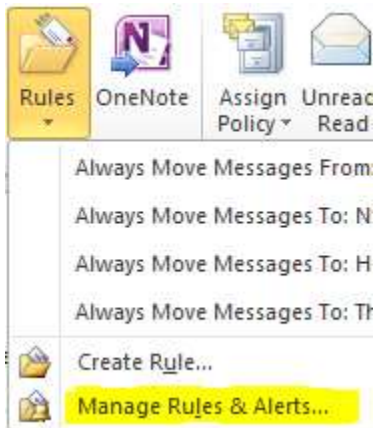 Rules
OneNote
Assign
Policy
Unread
Read
Always Move Messages From:
Always Move Messages To: N
Always Move Messages To: H
Always Move Messages To: Th
Create Rule...
Manage Rules & Alerts...